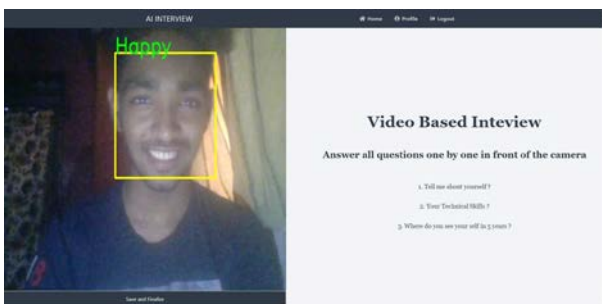 AI INTERVIEW
Home Profile Logout
Happy
Video Based Inteview
Answer all questions one by one in front of the camera
1. Tell me about yourself ?
2. Your Technical Skills ?
3. Where do you see your self in 5 years ?
Save and Finalize